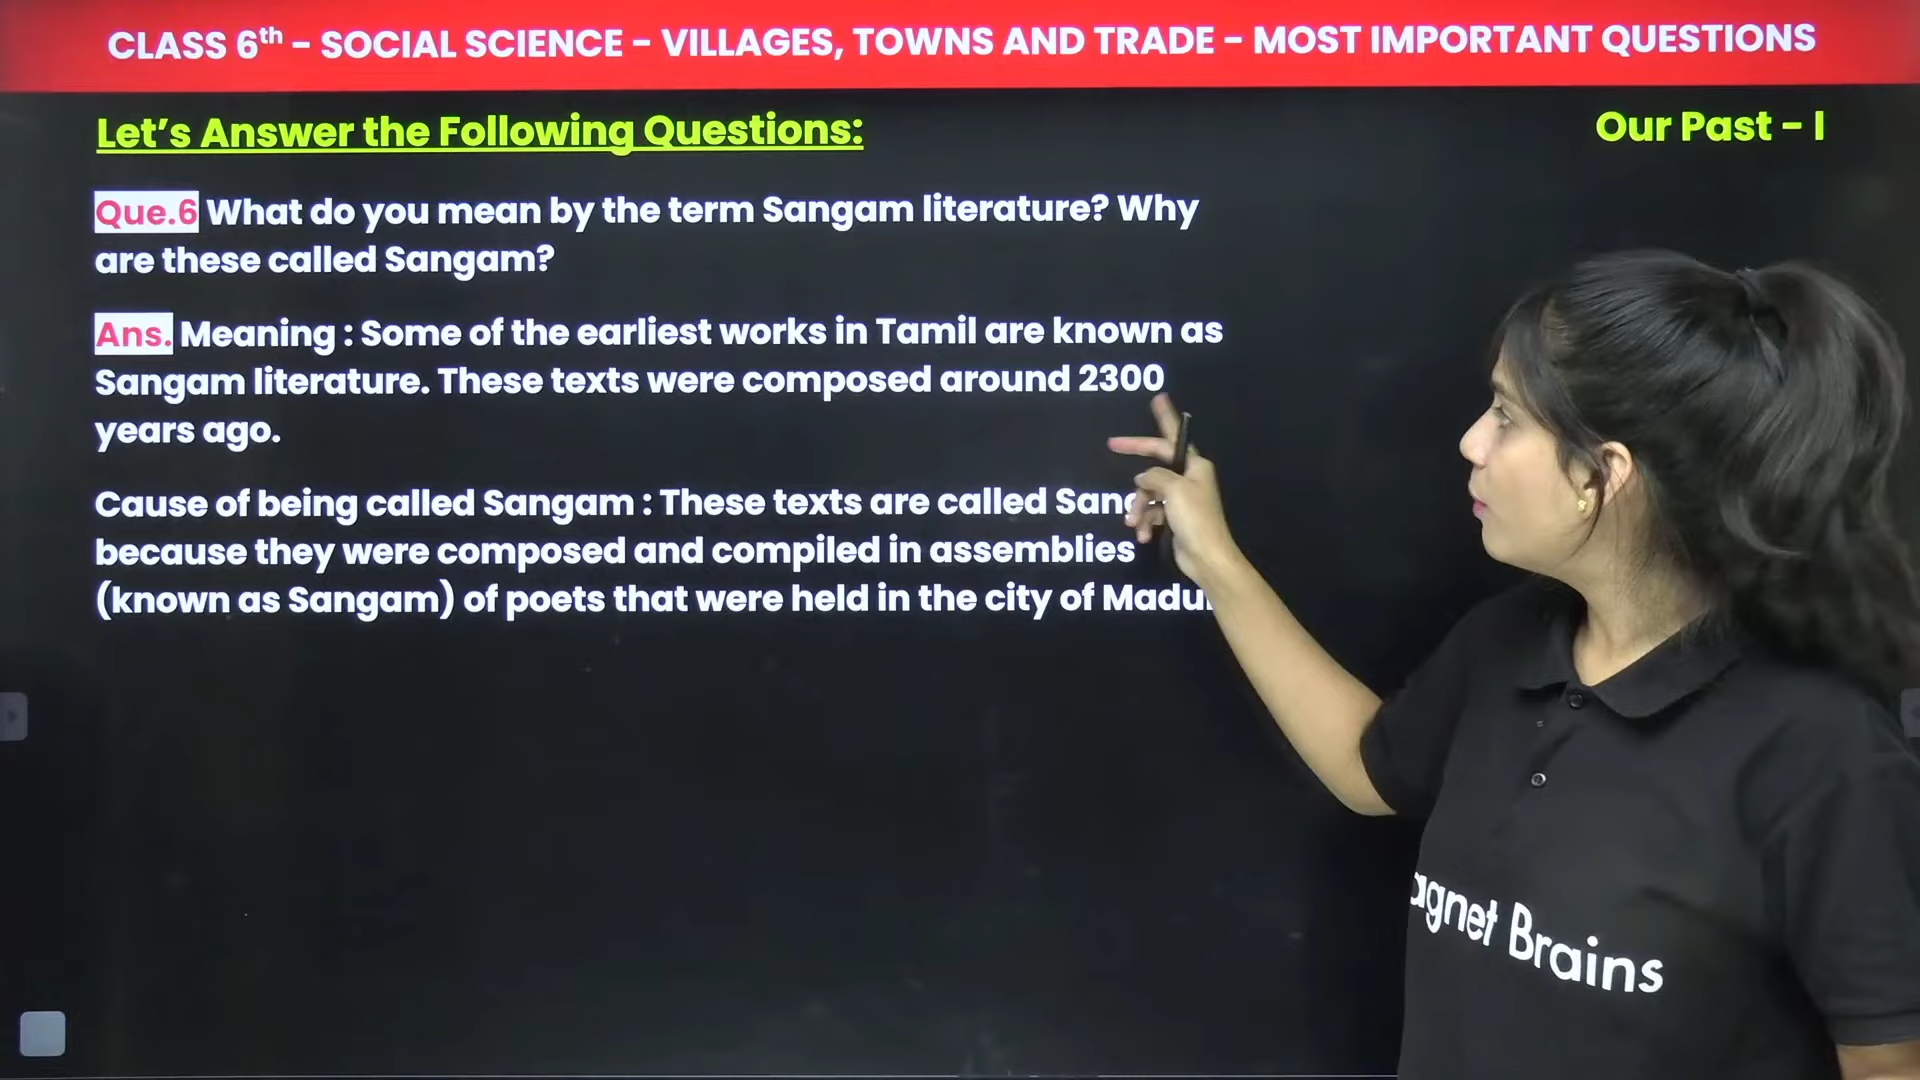 CLASS 6th - SOCIAL SCIENCE - VILLAGES, TOWNS AND TRADE - MOST IMPORTANT QUESTIONS
Let's Answer the Following Questions:
Our Past - I
Que.6 What do you mean by the term Sangam literature? Why
are these called Sangam?
Ans. Meaning : Some of the earliest works in Tamil are known as
Sangam literature. These texts were composed around 2300
years ago.
Cause of being called Sangam : These texts are called
because they were composed and compiled in assemblies
(known as Sangam) of poets that were held in the city of
Brains